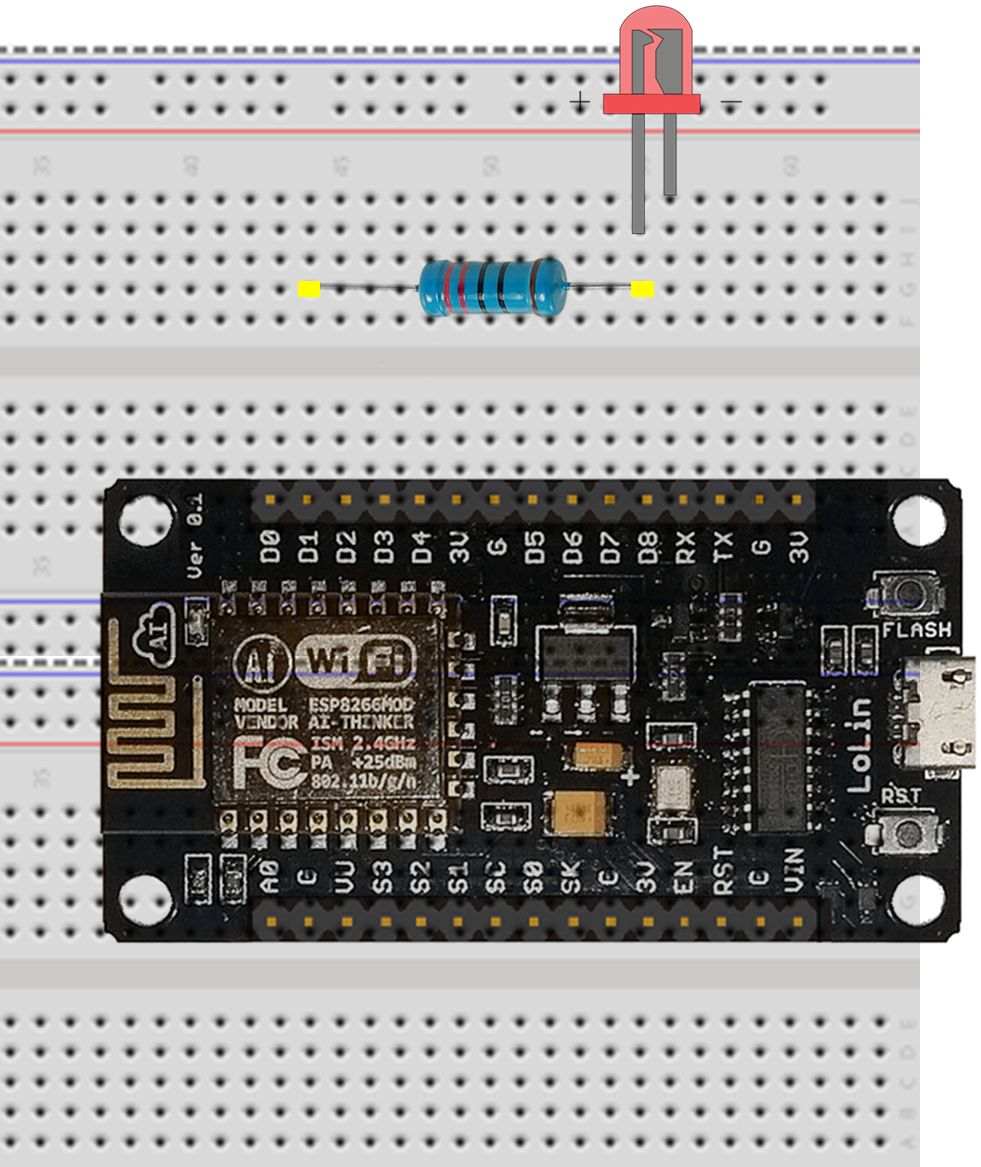 + −
35 40 45 50 55 60
J
I
H
G
F
E
D
C
A
35
Ver 0.1
D0 D1 D2 D3 D4 3V G D5 D6 D7 D8 RX TX G 3V
FLASH
AI
Ai WiFi
MODEL ESP8266MOD
VENDOR AI-THINKER
FC
ISM 2.4GHz
PA +25dBm
802.11b/g/n
+
LoLin
35
RST
A0 G VU S3 S2 S1 SC S0 SK G 3V EN RST G VIN
G
E
D
C
B
A